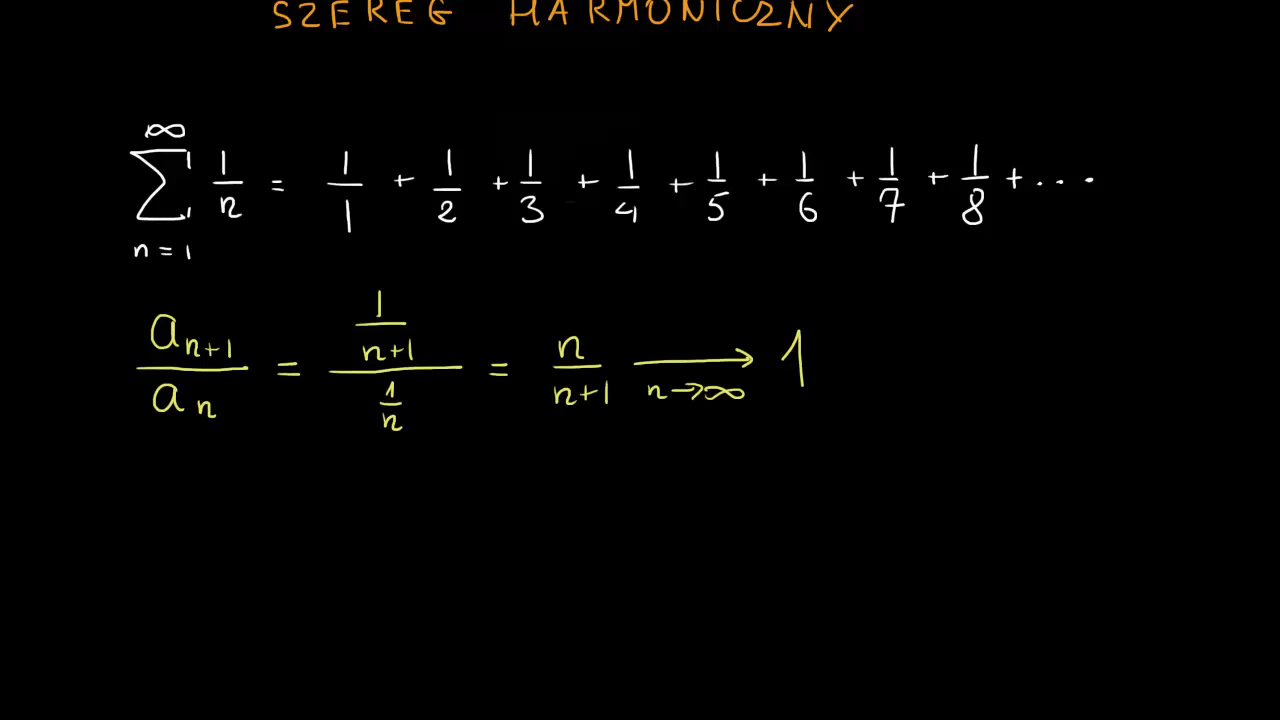 SZEREG HARMONICZNY
∞
∑ 1/n = 1/1 + 1/2 + 1/3 + 1/4 + 1/5 + 1/6 + 1/7 + 1/8 + ...
n = 1
a_{n+1}/a_n = (1/(n+1))/(1/n) = n/(n+1) → 1
n→∞